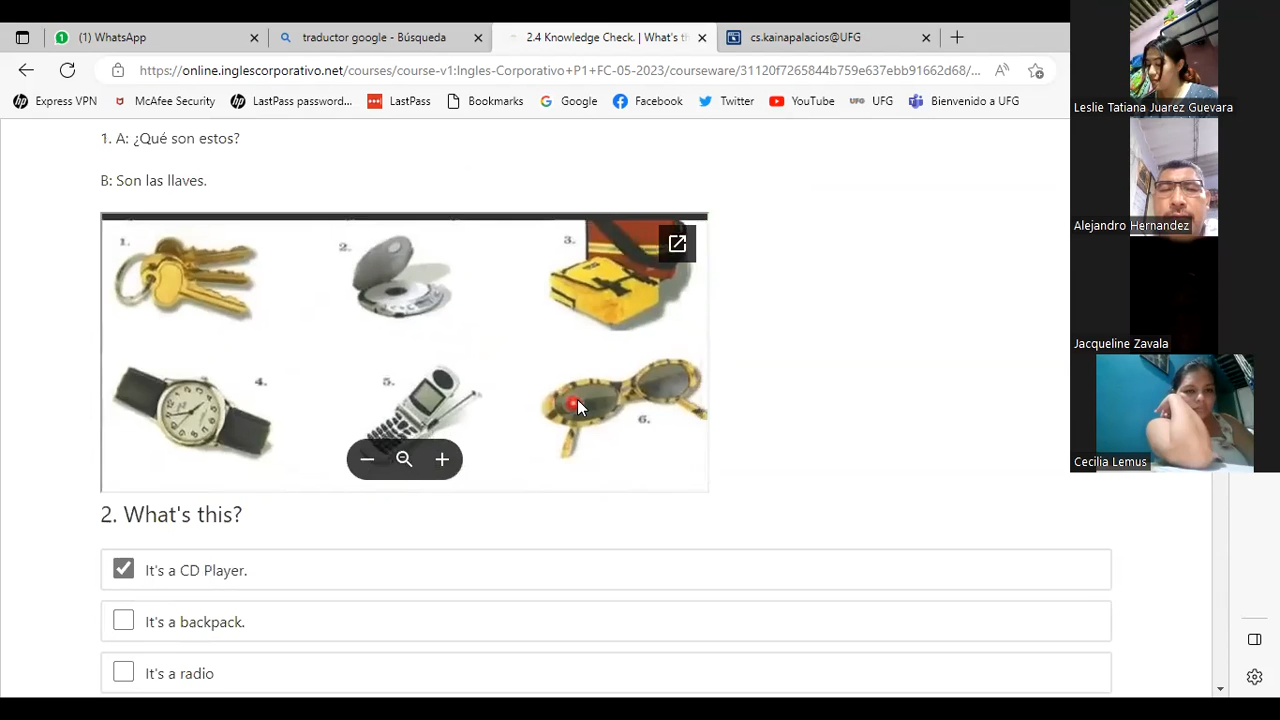 (1) WhatsApp
traductor google - Búsqueda
2.4 Knowledge Check. | What's th
cs.kainapalacios@UFG
https://online.inglescorporativo.net/courses/course-v1:Ingles-Corporativo+P1+FC-05-2023/courseware/31120f7265844b759e637ebb91662d68/...
Express VPN
McAfee Security
LastPass password...
LastPass
Bookmarks
Google
Facebook
Twitter
YouTube
UFG
UFG
Bienvenido a UFG
1. A: ¿Qué son estos?
B: Son las llaves.
1.
2.
3.
4.
5.
6.
2. What's this?
It's a CD Player.
It's a backpack.
It's a radio
Leslie Tatiana Juarez Guevara
Alejandro Hernandez
Jacqueline Zavala
Cecilia Lemus